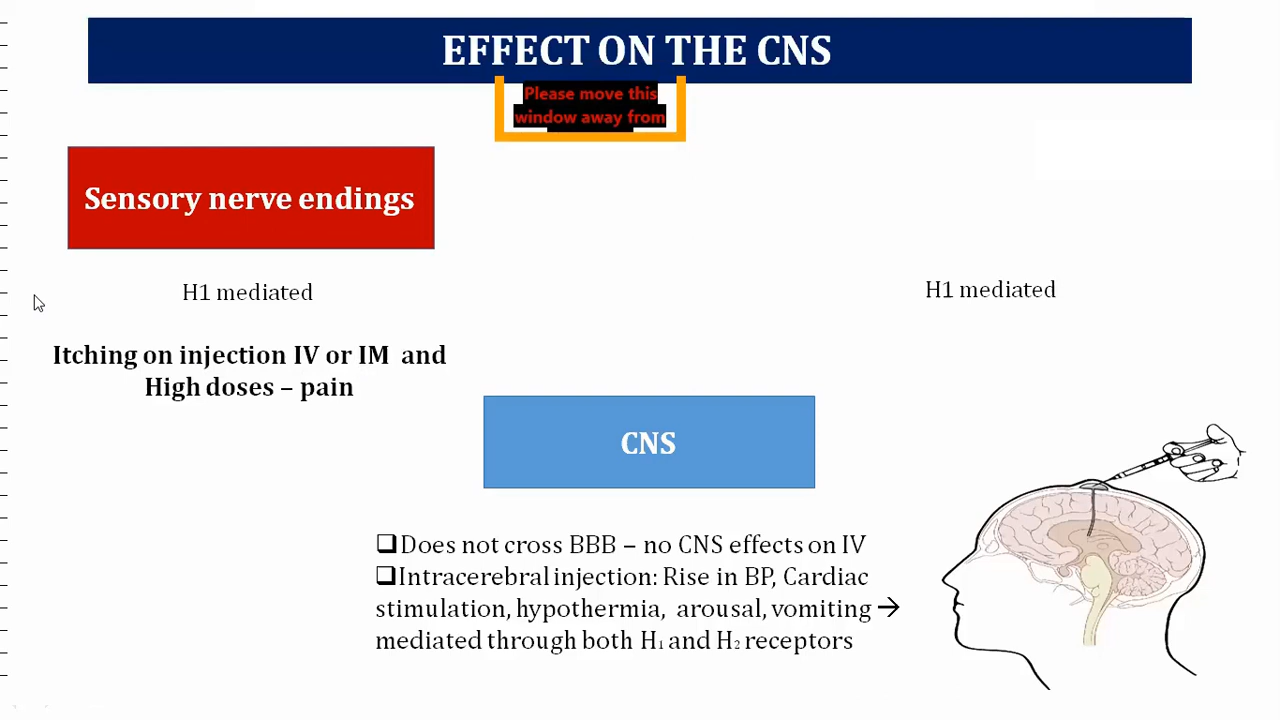 EFFECT ON THE CNS
Please move this
window away from
Sensory nerve endings
H1 mediated
H1 mediated
Itching on injection IV or IM and
High doses – pain
CNS
❑Does not cross BBB – no CNS effects on IV
❑Intracerebral injection: Rise in BP, Cardiac
stimulation, hypothermia, arousal, vomiting →
mediated through both H₁ and H₂ receptors